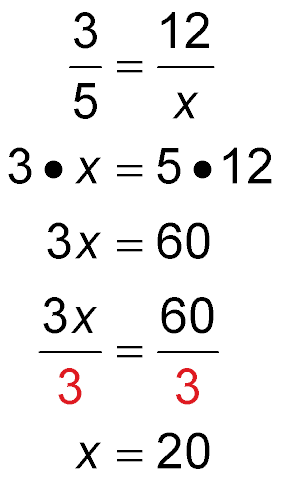 3/5 = 12/x
3 • x = 5 • 12
3x = 60
3x/3 = 60/3
x = 20